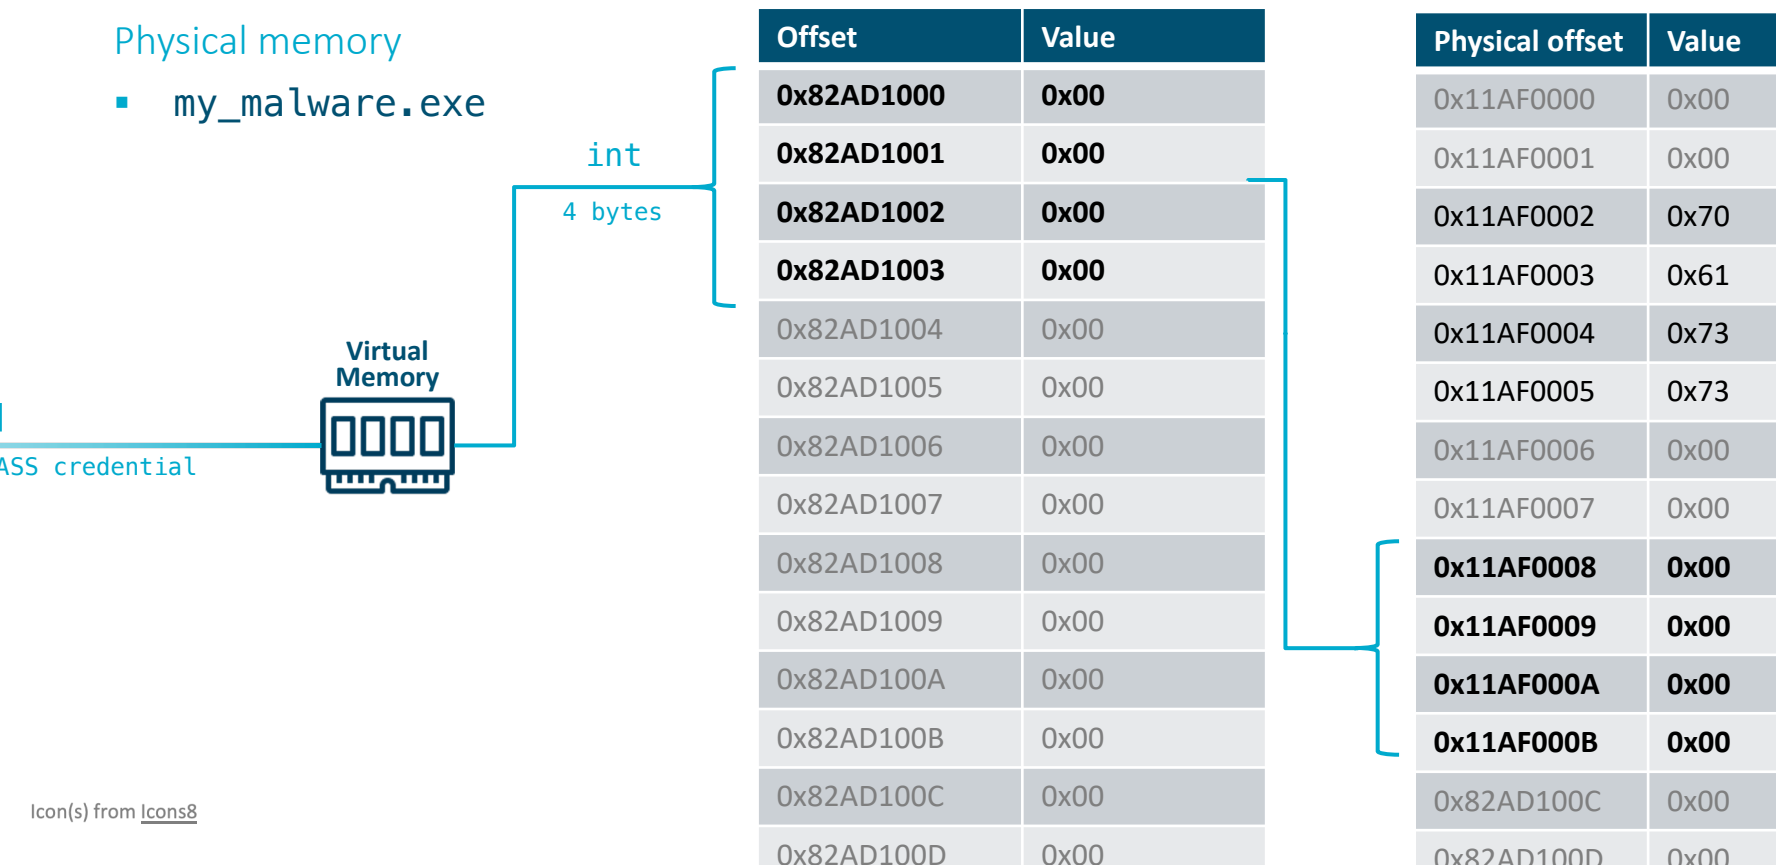 Physical memory
my_malware.exe
int
4 bytes
Virtual
Memory
ASS credential
Offset Value
0x82AD1000 0x00
0x82AD1001 0x00
0x82AD1002 0x00
0x82AD1003 0x00
0x82AD1004 0x00
0x82AD1005 0x00
0x82AD1006 0x00
0x82AD1007 0x00
0x82AD1008 0x00
0x82AD1009 0x00
0x82AD100A 0x00
0x82AD100B 0x00
0x82AD100C 0x00
0x82AD100D 0x00
Physical offset Value
0x11AF0000 0x00
0x11AF0001 0x00
0x11AF0002 0x70
0x11AF0003 0x61
0x11AF0004 0x73
0x11AF0005 0x73
0x11AF0006 0x00
0x11AF0007 0x00
0x11AF0008 0x00
0x11AF0009 0x00
0x11AF000A 0x00
0x11AF000B 0x00
0x82AD100C 0x00
0x82AD100D 0x00
Icon(s) from Icons8